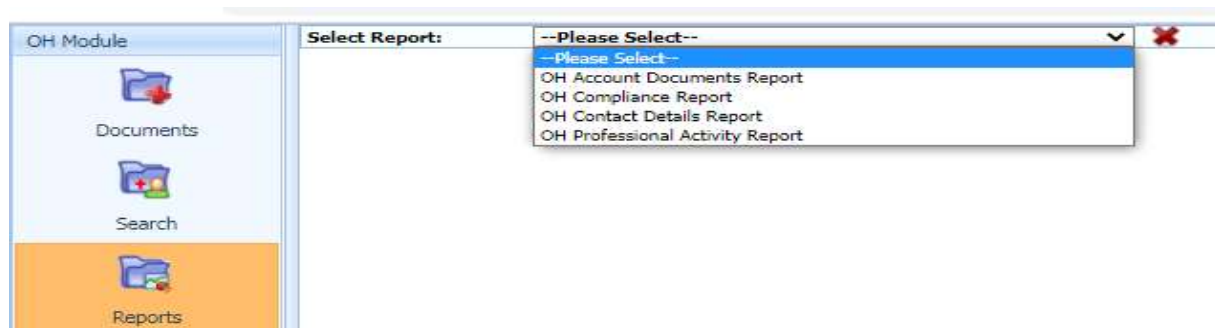 OH Module
Documents
Search
Reports
Select Report:
--Please Select--
--Please Select--
OH Account Documents Report
OH Compliance Report
OH Contact Details Report
OH Professional Activity Report